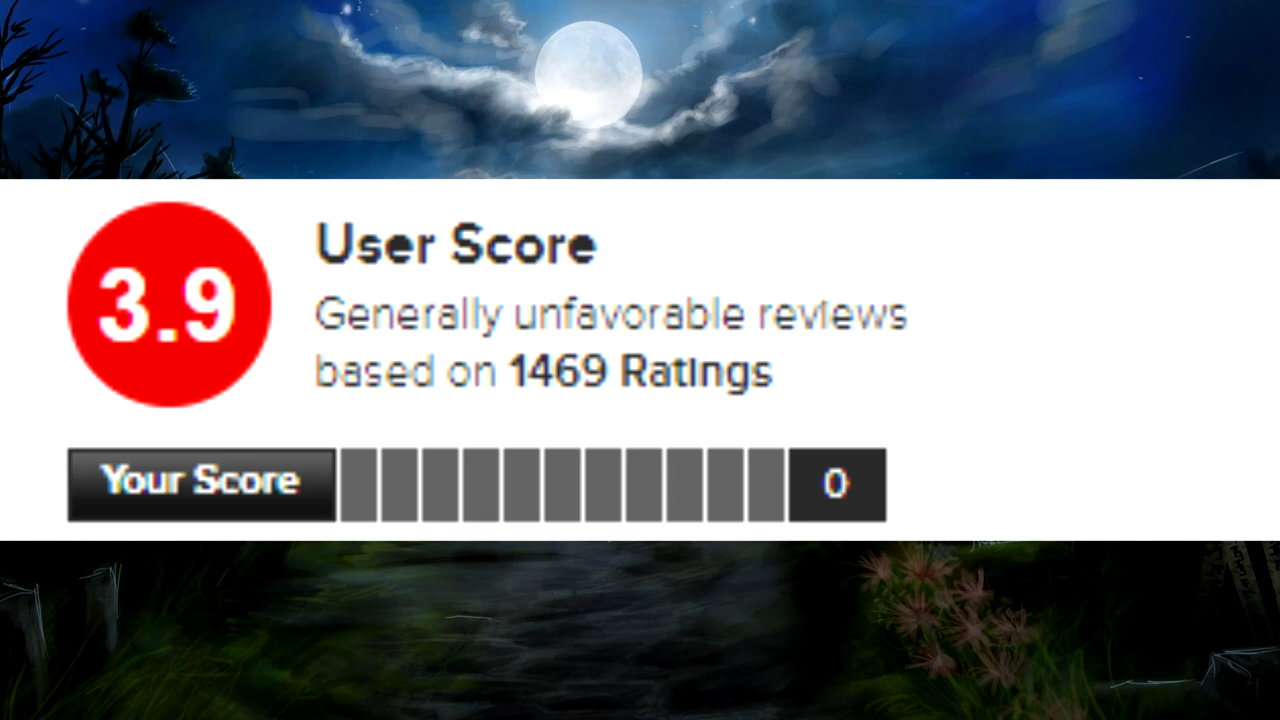 3.9
User Score
Generally unfavorable reviews
based on 1469 Ratings
Your Score
0